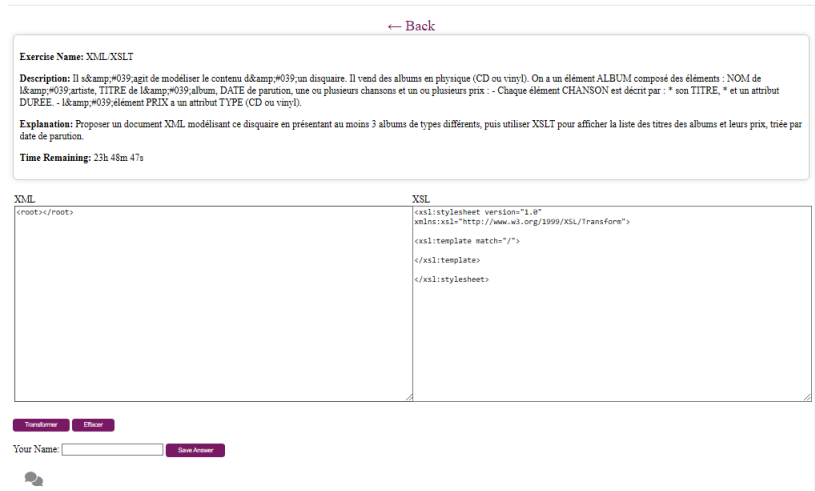 ← Back
Exercise Name: XML/XSLT
Description: Il s&amp;#039;agit de modéliser le contenu d&amp;#039;un disquaire. Il vend des albums en physique (CD ou vinyl). On a un élément ALBUM composé des éléments : NOM de
l&amp;#039;artiste, TITRE de l&amp;#039;album, DATE de parution, une ou plusieurs chansons et un ou plusieurs prix : - Chaque élément CHANSON est décrit par : * son TITRE, * et un attribut
DUREE. - l&amp;#039;élément PRIX a un attribut TYPE (CD ou vinyl).
Explanation: Proposer un document XML modélisant ce disquaire en présentant au moins 3 albums de types différents, puis utiliser XSLT pour afficher la liste des titres des albums et leurs prix, triée par
date de parution.
Time Remaining: 23h 48m 47s
XML
<root></root>
XSL
<xsl:stylesheet version="1.0"
xmlns:xsl="http://www.w3.org/1999/XSL/Transform">
<xsl:template match="/">
</xsl:template>
</xsl:stylesheet>
Transformer Effacer
Your Name: Save Answer